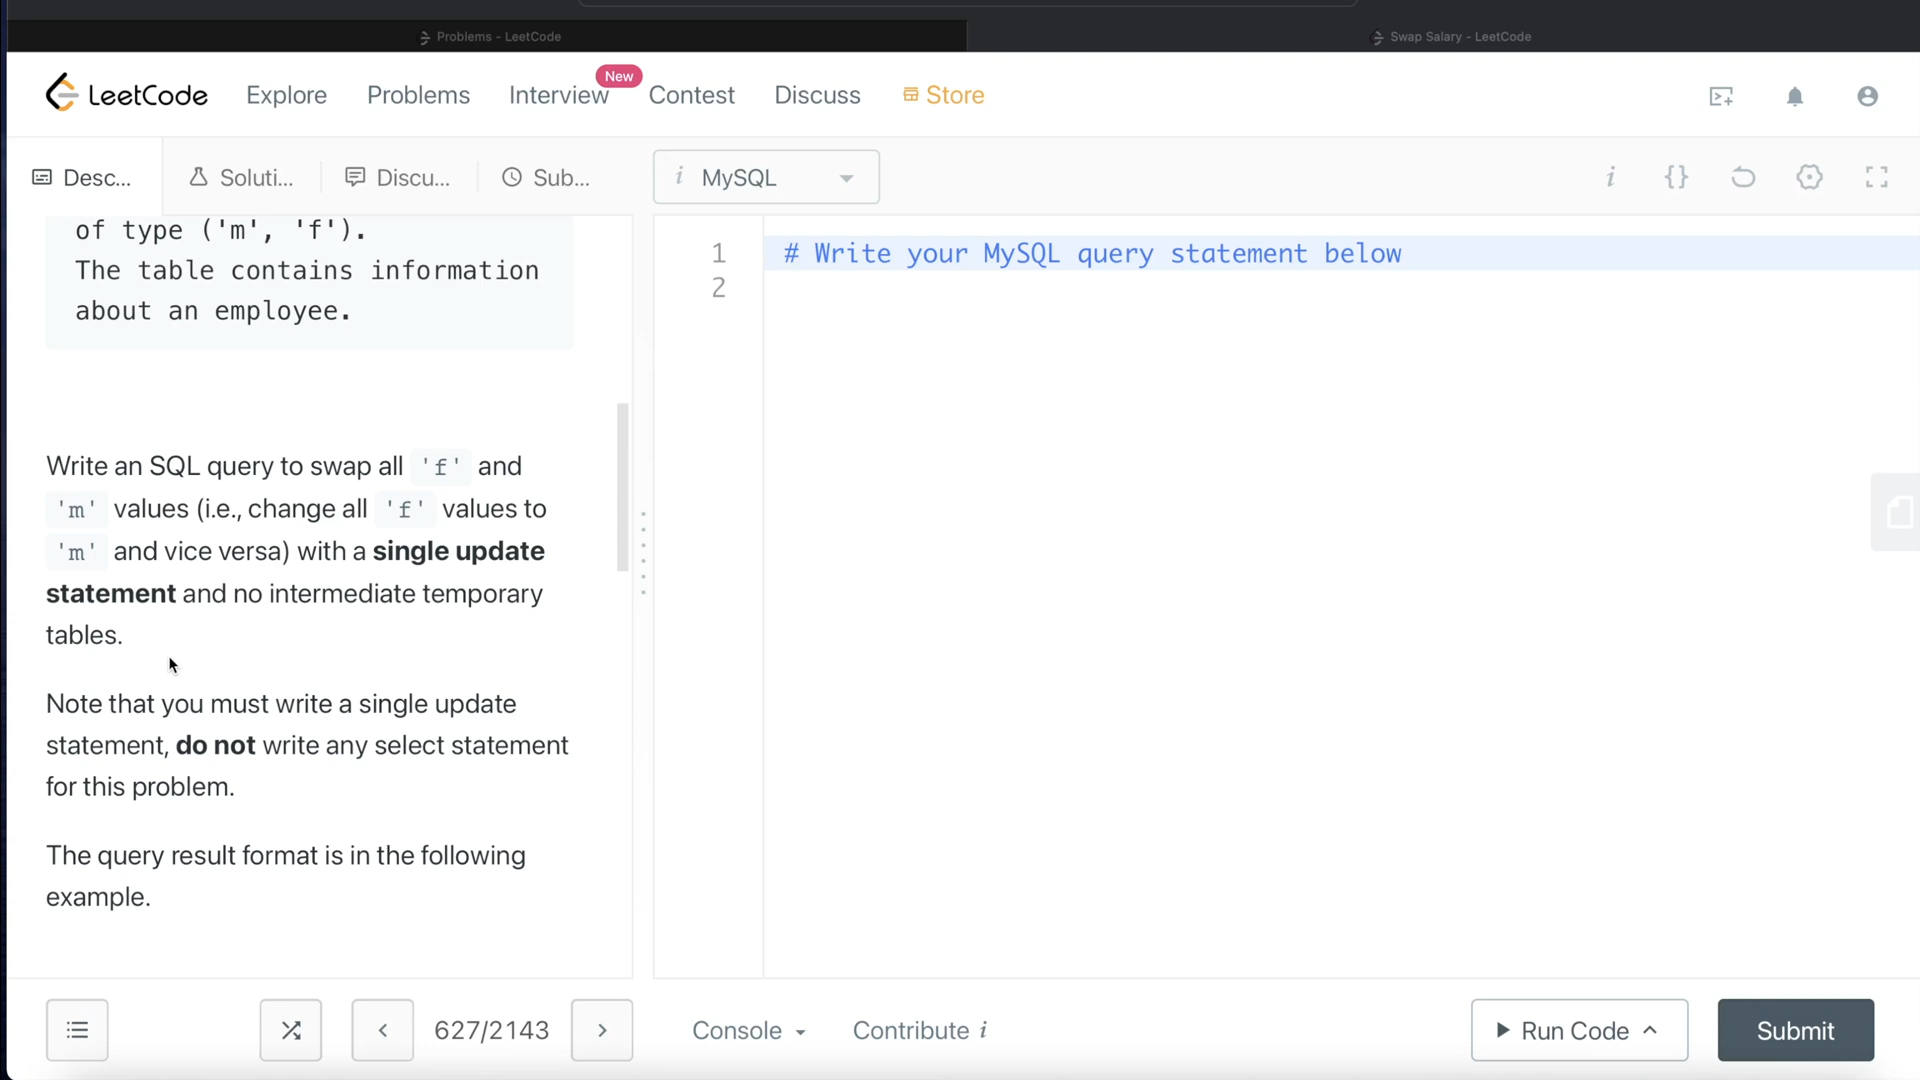 Problems - LeetCode
Swap Salary - LeetCode
LeetCode
Explore
Problems
Interview
New
Contest
Discuss
Store
Desc...
Soluti...
Discu...
Sub...
i MySQL
i {}
of type ('m', 'f').
The table contains information
about an employee.
Write an SQL query to swap all 'f' and
'm' values (i.e., change all 'f' values to
'm' and vice versa) with a single update
statement and no intermediate temporary
tables.
Note that you must write a single update
statement, do not write any select statement
for this problem.
The query result format is in the following
example.
1 # Write your MySQL query statement below
2
627/2143
Console
Contribute i
Run Code
Submit